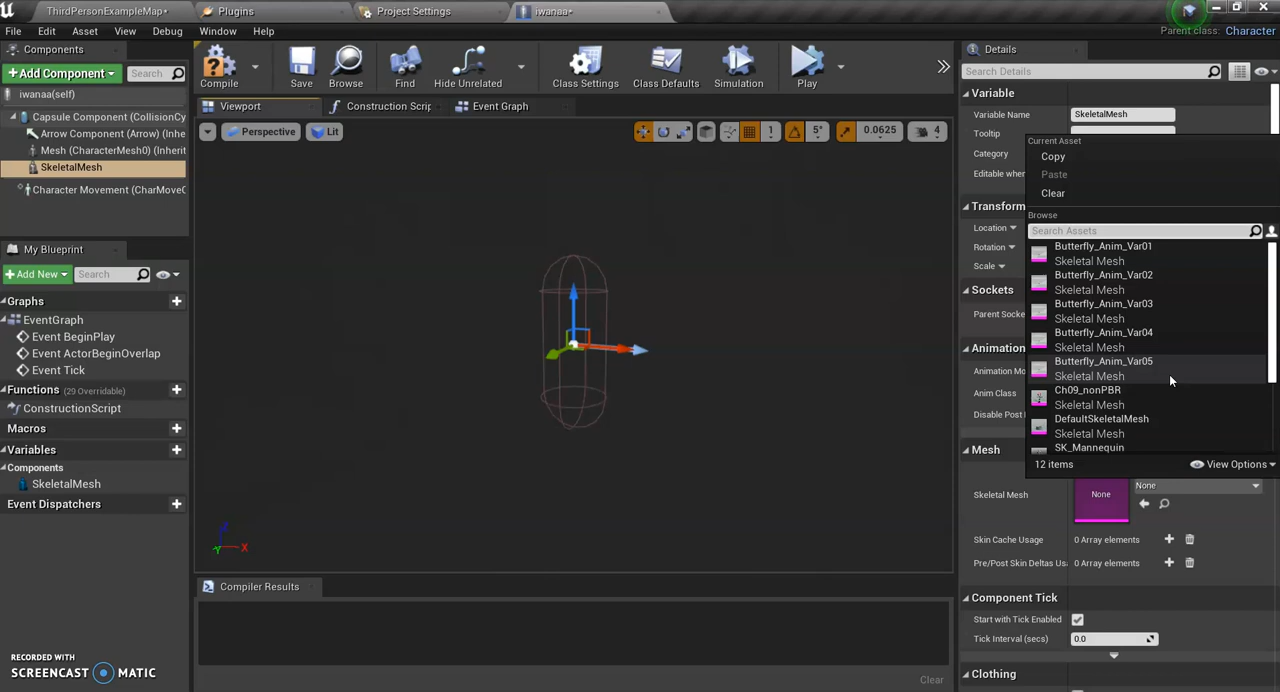 ThirdPersonExampleMap•
Plugins
Project Settings
iwanaa•
File Edit Asset View Debug Window Help
Parent class: Character
Components
+Add Component
Search
iwanaa(self)
Capsule Component (CollisionCy
Arrow Component (Arrow) (Inhe
Mesh (CharacterMesh0) (Inherit
SkeletalMesh
Character Movement (CharMoveC
My Blueprint
+Add New
Search
Graphs
EventGraph
Event BeginPlay
Event ActorBeginOverlap
Event Tick
Functions (29 Overridable)
ConstructionScript
Macros
Variables
Components
SkeletalMesh
Event Dispatchers
RECORDED WITH
SCREENCAST MATIC
Compile
Save
Browse
Find
Hide Unrelated
Class Settings
Class Defaults
Simulation
Play
Viewport
Construction Scrip
Event Graph
Perspective
Lit
1
5°
0.0625
4
Z
X
Y
Compiler Results
Clear
Details
Search Details
Variable
Variable Name SkeletalMesh
Tooltip
Category
Editable when
Transform
Location
Rotation
Scale
Sockets
Parent Socke
Animation
Animation Mo
Anim Class
Disable Post
Current Asset
Copy
Paste
Clear
Browse
Search Assets
Butterfly_Anim_Var01
Skeletal Mesh
Butterfly_Anim_Var02
Skeletal Mesh
Butterfly_Anim_Var03
Skeletal Mesh
Butterfly_Anim_Var04
Skeletal Mesh
Butterfly_Anim_Var05
Skeletal Mesh
Ch09_nonPBR
Skeletal Mesh
DefaultSkeletalMesh
Skeletal Mesh
SK_Mannequin
12 items
View Options
Mesh
Skeletal Mesh None None
Skin Cache Usage 0 Array elements
Pre/Post Skin Deltas Us 0 Array elements
Component Tick
Start with Tick Enabled
Tick Interval (secs) 0.0
Clothing